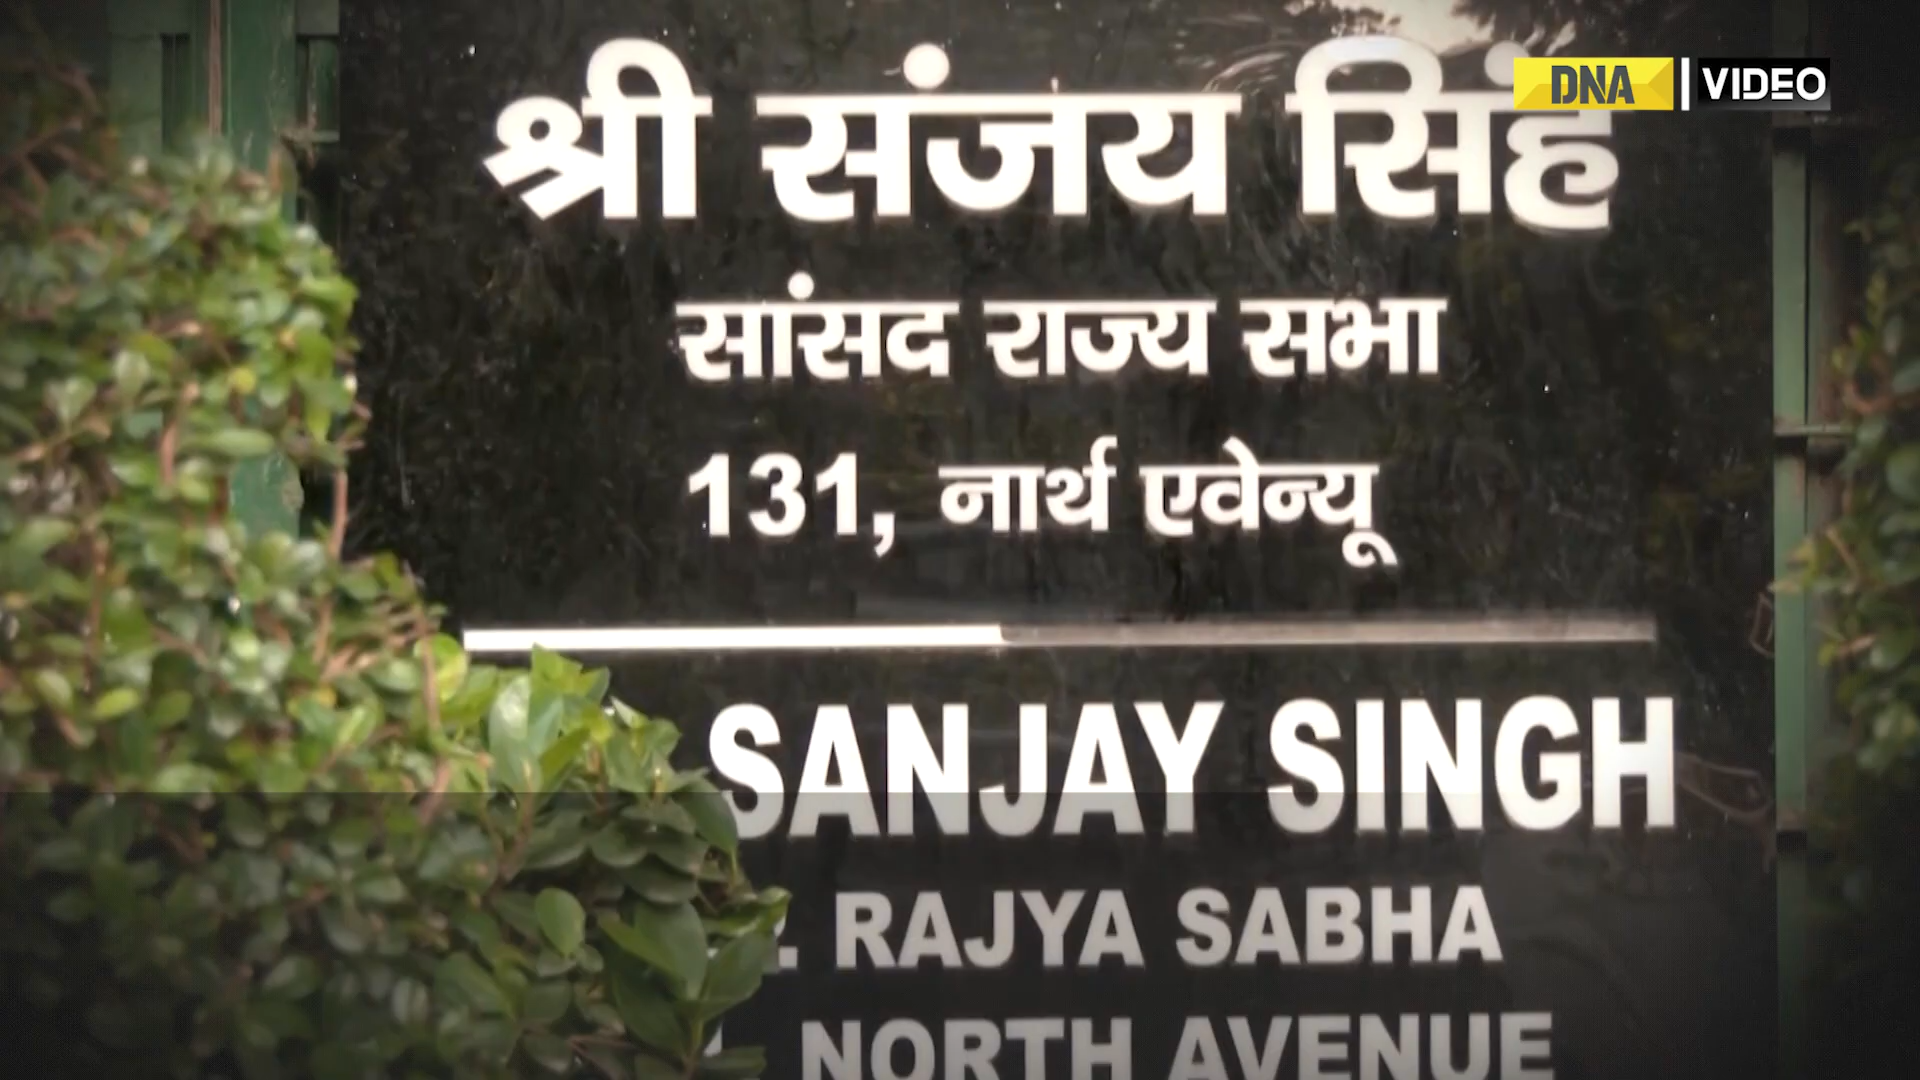 DNA VIDEO
श्री संजय सिंह
सांसद राज्य सभा
131, नार्थ एवेन्यू
SANJAY SINGH
RAJYA SABHA
NORTH AVENUE